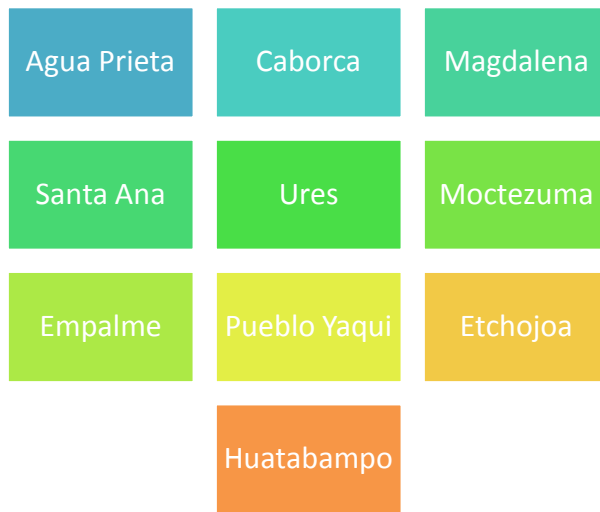 Agua Prieta
Caborca
Magdalena
Santa Ana
Ures
Moctezuma
Empalme
Pueblo Yaqui
Etchojoa
Huatabampo